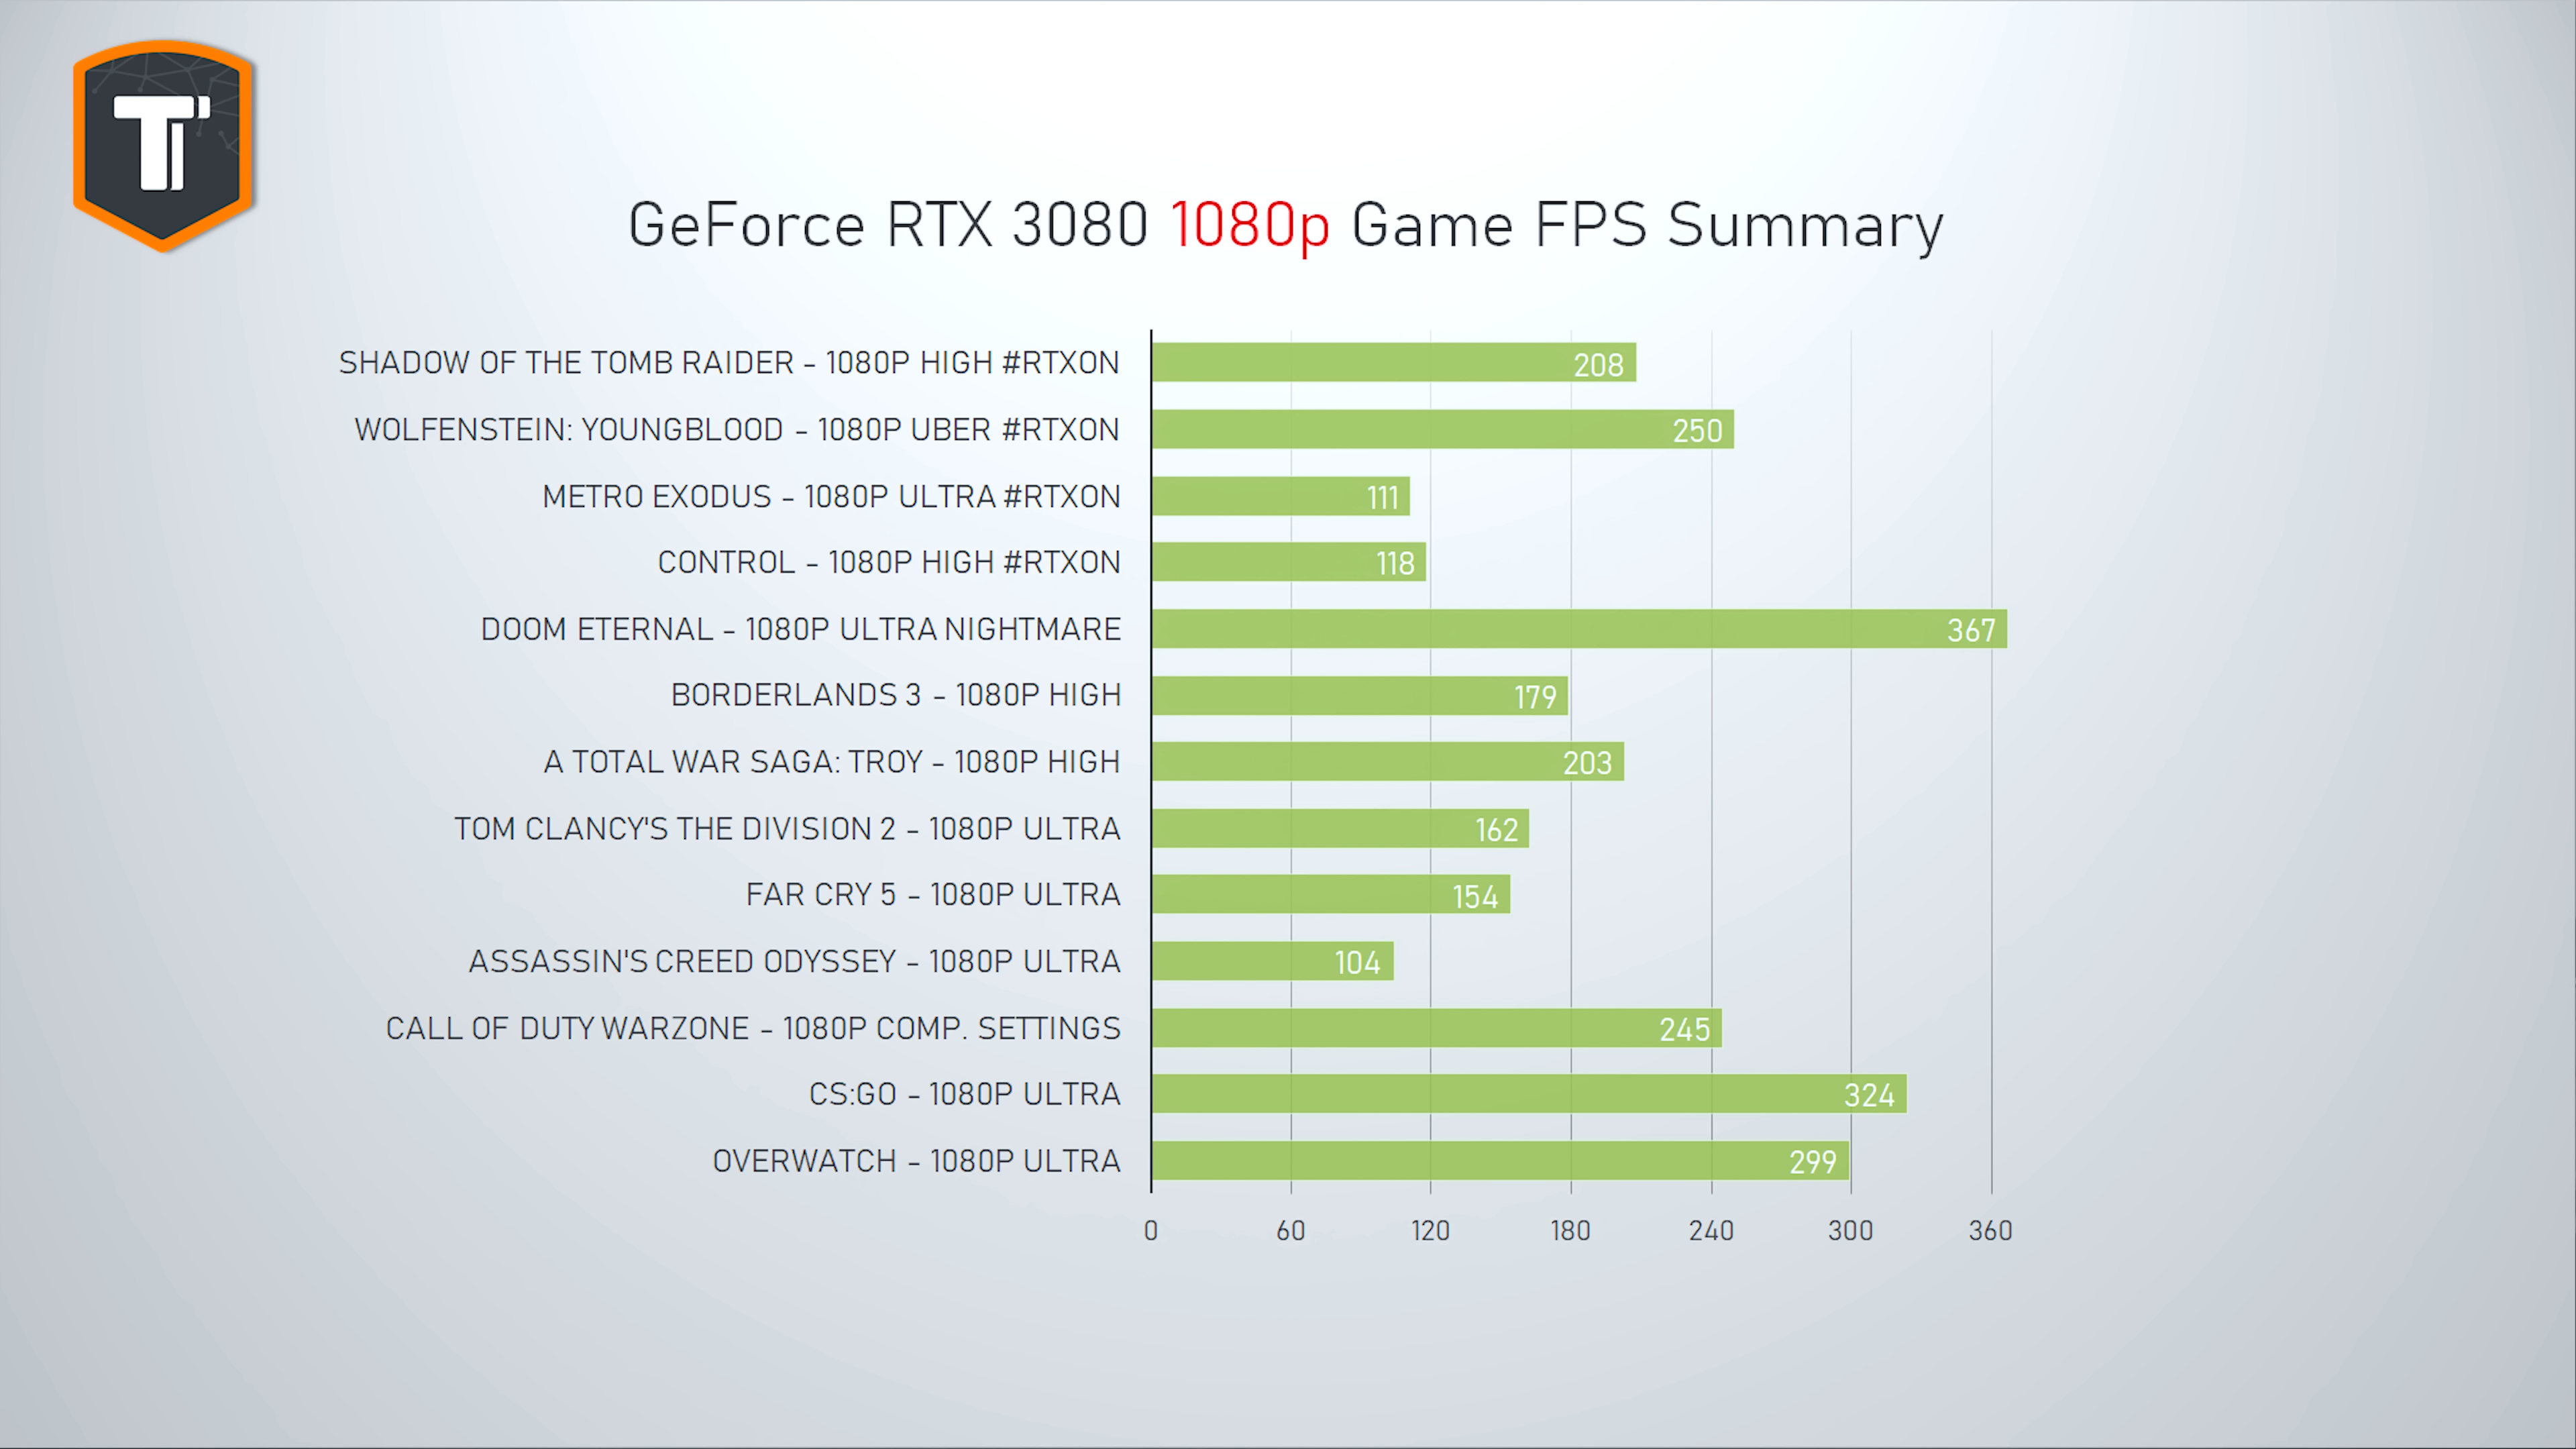 T
GeForce RTX 3080 1080p Game FPS Summary
SHADOW OF THE TOMB RAIDER - 1080P HIGH #RTXON 208
WOLFENSTEIN: YOUNGBLOOD - 1080P UBER #RTXON 250
METRO EXODUS - 1080P ULTRA #RTXON 111
CONTROL - 1080P HIGH #RTXON 118
DOOM ETERNAL - 1080P ULTRA NIGHTMARE 367
BORDERLANDS 3 - 1080P HIGH 179
A TOTAL WAR SAGA: TROY - 1080P HIGH 203
TOM CLANCY'S THE DIVISION 2 - 1080P ULTRA 162
FAR CRY 5 - 1080P ULTRA 154
ASSASSIN'S CREED ODYSSEY - 1080P ULTRA 104
CALL OF DUTY WARZONE - 1080P COMP. SETTINGS 245
CS:GO - 1080P ULTRA 324
OVERWATCH - 1080P ULTRA 299
0 60 120 180 240 300 360